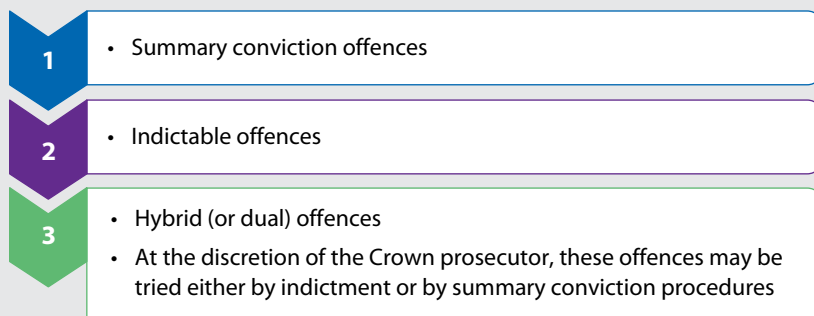 1
• Summary conviction offences
2
• Indictable offences
3
• Hybrid (or dual) offences
• At the discretion of the Crown prosecutor, these offences may be
tried either by indictment or by summary conviction procedures